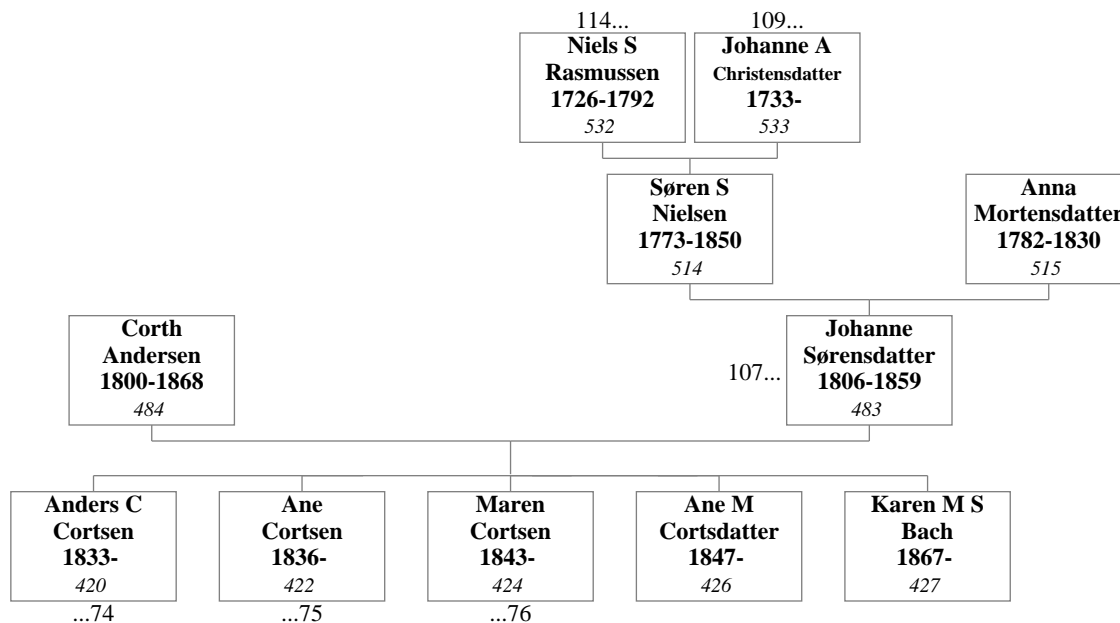 114...
Niels S
Rasmussen
1726-1792
532
109...
Johanne A
Christensdatter
1733-
533
Søren S
Nielsen
1773-1850
514
Anna
Mortensdatter
1782-1830
515
Corth
Andersen
1800-1868
484
107...
Johanne
Sørensdatter
1806-1859
483
Anders C
Cortsen
1833-
420
...74
Ane
Cortsen
1836-
422
...75
Maren
Cortsen
1843-
424
...76
Ane M
Cortsdatter
1847-
426
Karen M S
Bach
1867-
427